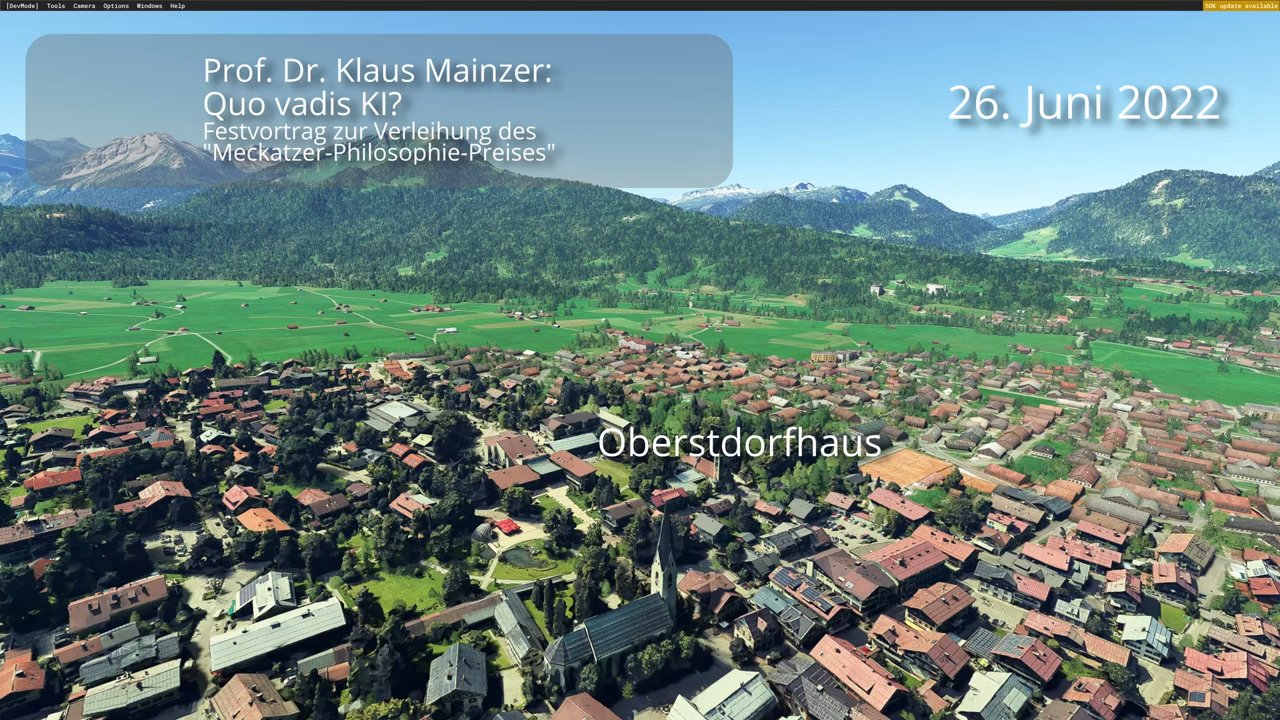 [DevMode] Tools Camera Options Windows Help
SDK update available
Prof. Dr. Klaus Mainzer:
Quo vadis KI?
Festvortrag zur Verleihung des
"Meckatzer-Philosophie-Preises"
26. Juni 2022
Oberstdorfhaus